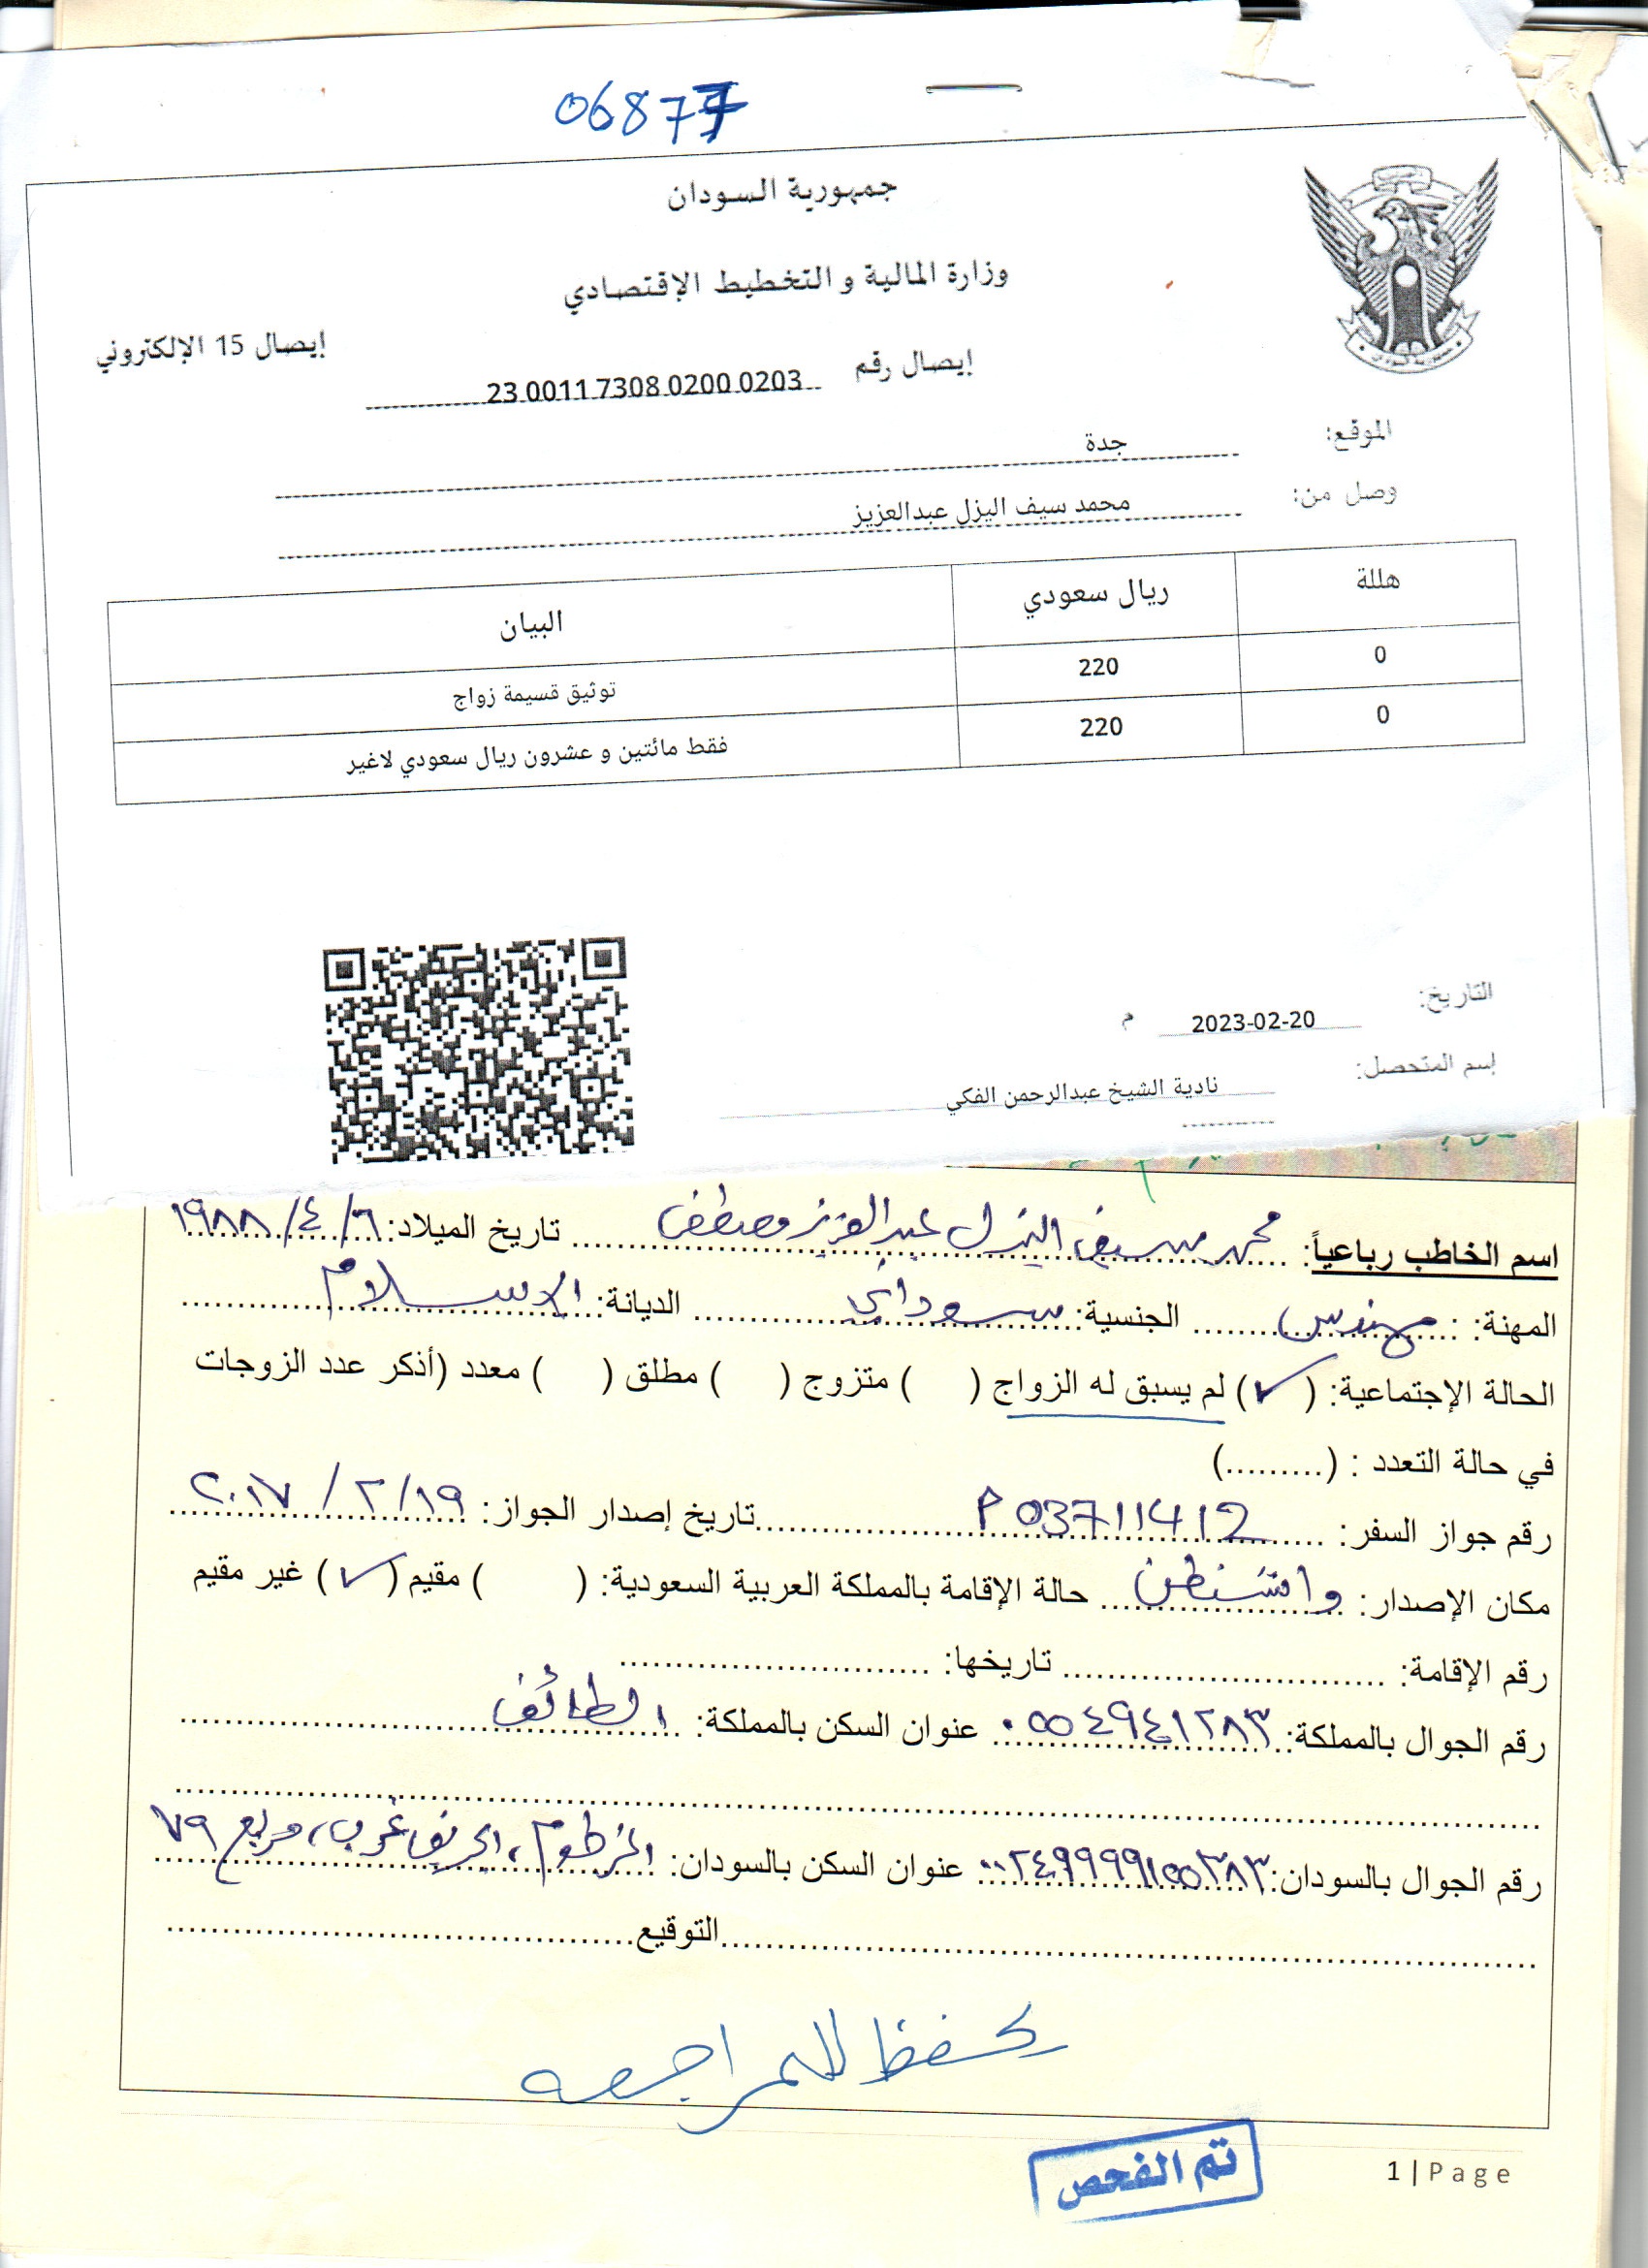 06877
جمهورية السودان
وزارة المالية و التخطيط الإقتصادي
إيصال 15 الإلكتروني
إيصال رقم 23 0011 7308 0200 0203
الموقع: جدة
وصل من: محمد سيف اليزل عبدالعزيز
هللة ريال سعودي البيان
0 220 توثيق قسيمة زواج
0 220 فقط مائتين و عشرون ريال سعودي لاغير
التاريخ: 2023-02-20 م
إسم المتحصل: نادية الشيخ عبدالرحمن الفكي
اسم الخاطب رباعياً: محمد سيف اليزل عبدالعزيز مصطفى تاريخ الميلاد: ٦/٤/١٩٨٨
المهنة: : مهندس الجنسية: سوداني الديانة: الاسلام
الحالة الإجتماعية: (✓) لم يسبق له الزواج ( ) متزوج ( ) مطلق ( ) معدد (أذكر عدد الزوجات
في حالة التعدد : (.........)
رقم جواز السفر: P03711412 تاريخ إصدار الجواز: ١٩/٢/٢٠١٧
مكان الإصدار: واشنطن حالة الإقامة بالمملكة العربية السعودية: ( ) مقيم (✓) غير مقيم
رقم الإقامة: .............. تاريخها: ..............
رقم الجوال بالمملكة: ٠٥٥٤٩٤١٢٨٣ عنوان السكن بالمملكة: الطائف
رقم الجوال بالسودان: ٠٠٢٤٩٩٩٩١٥٥٣٨٣ عنوان السكن بالسودان: الخرطوم، الجريف غرب، مربع ٧٩
التوقيع
يحفظ للمراجعه
تم الفحص
1 | Page